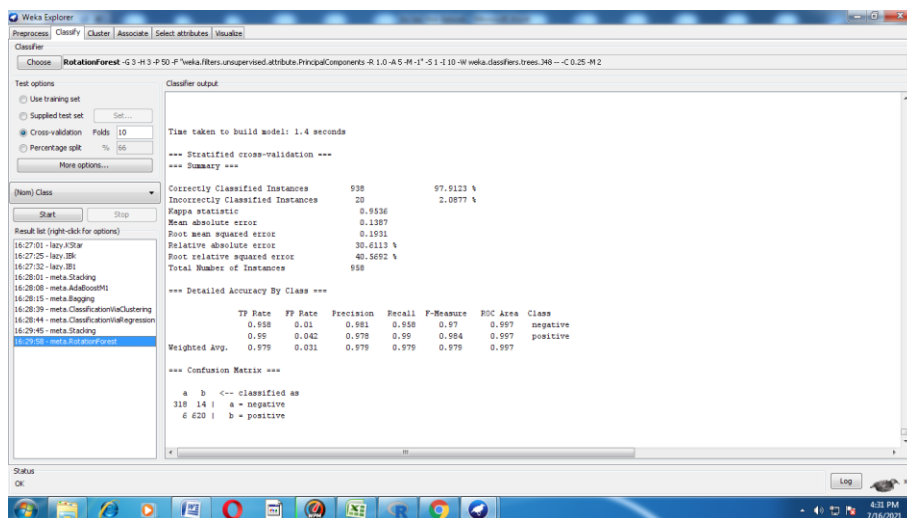 Weka Explorer
Preprocess Classify Cluster Associate Select attributes Visualize
Classifier
Choose RotationForest -G 3 -H 3 -P 50 -F "weka.filters.unsupervised.attribute.PrincipalComponents -R 1.0 -A 5 -M -1" -S 1 -I 10 -W weka.classifiers.trees.J48 -- -C 0.25 -M 2
Test options
Use training set
Supplied test set Set...
Cross-validation Folds 10
Percentage split % 66
More options...
(Nom) Class
Start Stop
Result list (right-click for options)
16:27:01 - lazy.KStar
16:27:25 - lazy.IBk
16:27:32 - lazy.IB1
16:28:01 - meta.Stacking
16:28:08 - meta.AdaBoostM1
16:28:15 - meta.Bagging
16:28:39 - meta.ClassificationViaClustering
16:28:44 - meta.ClassificationViaRegression
16:29:45 - meta.Stacking
16:29:58 - meta.RotationForest
Classifier output
Time taken to build model: 1.4 seconds
=== Stratified cross-validation ===
=== Summary ===
Correctly Classified Instances 938 97.9123 %
Incorrectly Classified Instances 20 2.0877 %
Kappa statistic 0.9536
Mean absolute error 0.1387
Root mean squared error 0.1931
Relative absolute error 30.6113 %
Root relative squared error 40.5692 %
Total Number of Instances 958
=== Detailed Accuracy By Class ===
TP Rate FP Rate Precision Recall F-Measure ROC Area Class
0.958 0.01 0.981 0.958 0.97 0.997 negative
0.99 0.042 0.978 0.99 0.984 0.997 positive
Weighted Avg. 0.979 0.031 0.979 0.979 0.979 0.997
=== Confusion Matrix ===
a b <-- classified as
318 14 | a = negative
6 620 | b = positive
Status
OK
Log
x
4:31 PM
7/16/2021